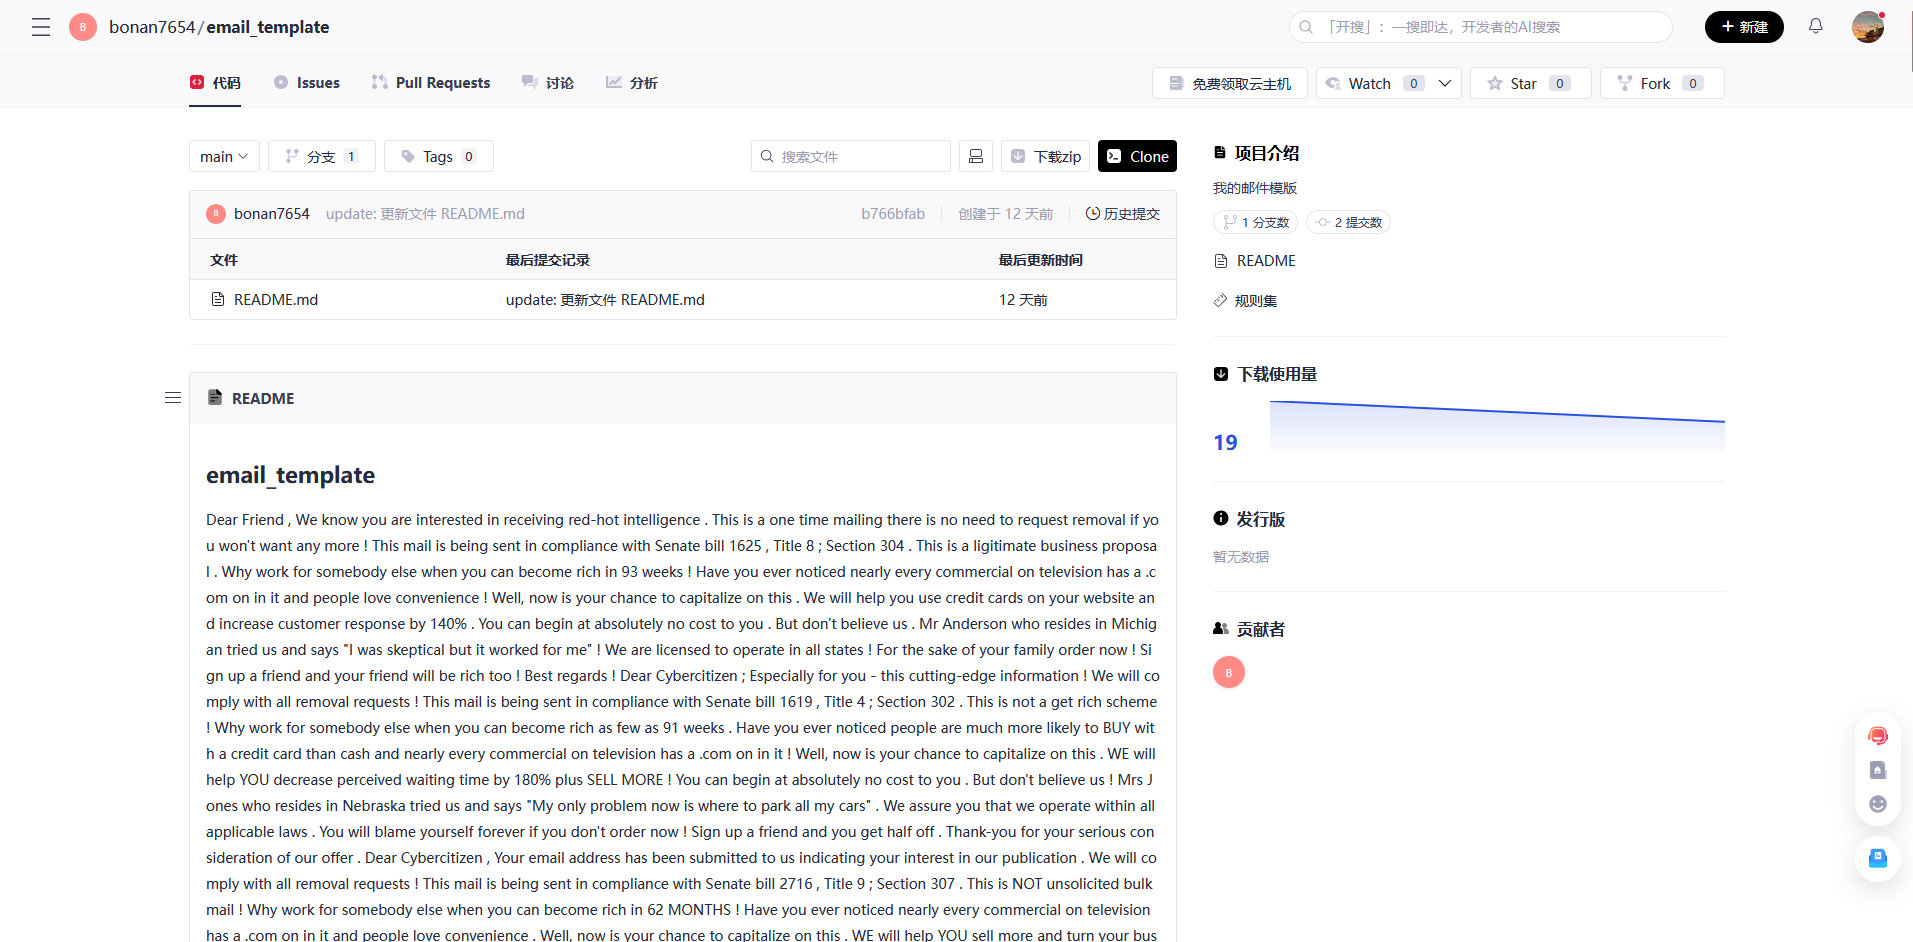 B bonan7654/email_template
「开搜」：一搜即达，开发者的AI搜索
+ 新建
代码 Issues Pull Requests 讨论 分析
免费领取云主机 Watch 0 Star 0 Fork 0
main 分支 1 Tags 0
搜索文件 下载zip Clone
B bonan7654 update: 更新文件 README.md b766bfab 创建于 12 天前 历史提交
文件 最后提交记录 最后更新时间
README.md update: 更新文件 README.md 12 天前
README
email_template
Dear Friend , We know you are interested in receiving red-hot intelligence . This is a one time mailing there is no need to request removal if yo
u won't want any more ! This mail is being sent in compliance with Senate bill 1625 , Title 8 ; Section 304 . This is a ligitimate business proposa
l . Why work for somebody else when you can become rich in 93 weeks ! Have you ever noticed nearly every commercial on television has a .c
om on in it and people love convenience ! Well, now is your chance to capitalize on this . We will help you use credit cards on your website an
d increase customer response by 140% . You can begin at absolutely no cost to you . But don't believe us . Mr Anderson who resides in Michig
an tried us and says "I was skeptical but it worked for me" ! We are licensed to operate in all states ! For the sake of your family order now ! Si
gn up a friend and your friend will be rich too ! Best regards ! Dear Cybercitizen ; Especially for you - this cutting-edge information ! We will co
mply with all removal requests ! This mail is being sent in compliance with Senate bill 1619 , Title 4 ; Section 302 . This is not a get rich scheme
! Why work for somebody else when you can become rich as few as 91 weeks . Have you ever noticed people are much more likely to BUY wit
h a credit card than cash and nearly every commercial on television has a .com on in it ! Well, now is your chance to capitalize on this . WE will
help YOU decrease perceived waiting time by 180% plus SELL MORE ! You can begin at absolutely no cost to you . But don't believe us ! Mrs J
ones who resides in Nebraska tried us and says "My only problem now is where to park all my cars" . We assure you that we operate within all
applicable laws . You will blame yourself forever if you don't order now ! Sign up a friend and you get half off . Thank-you for your serious con
sideration of our offer . Dear Cybercitizen , Your email address has been submitted to us indicating your interest in our publication . We will co
mply with all removal requests ! This mail is being sent in compliance with Senate bill 2716 , Title 9 ; Section 307 . This is NOT unsolicited bulk
mail ! Why work for somebody else when you can become rich in 62 MONTHS ! Have you ever noticed nearly every commercial on television
has a .com on in it and people love convenience . Well, now is your chance to capitalize on this . WE will help YOU sell more and turn your bus
项目介绍
我的邮件模版
1 分支数 2 提交数
README
规则集
下载使用量
19
发行版
暂无数据
贡献者
B